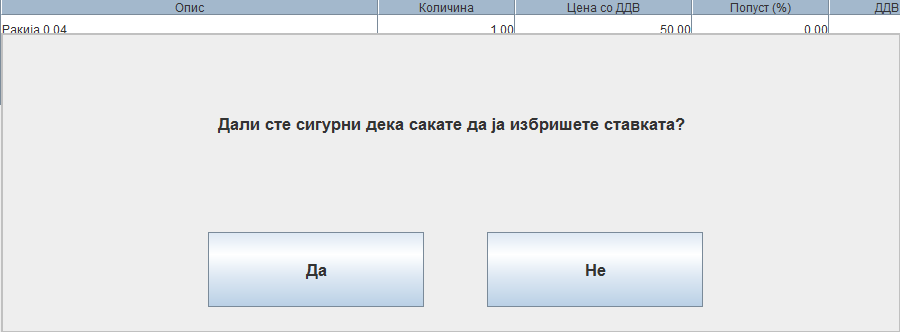 Опис Количина Цена со ДДВ Попуст (%) ДДВ
Ракија 0,04 1,00 50,00 0,00
Дали сте сигурни дека сакате да ја избришете ставката?
Да Не